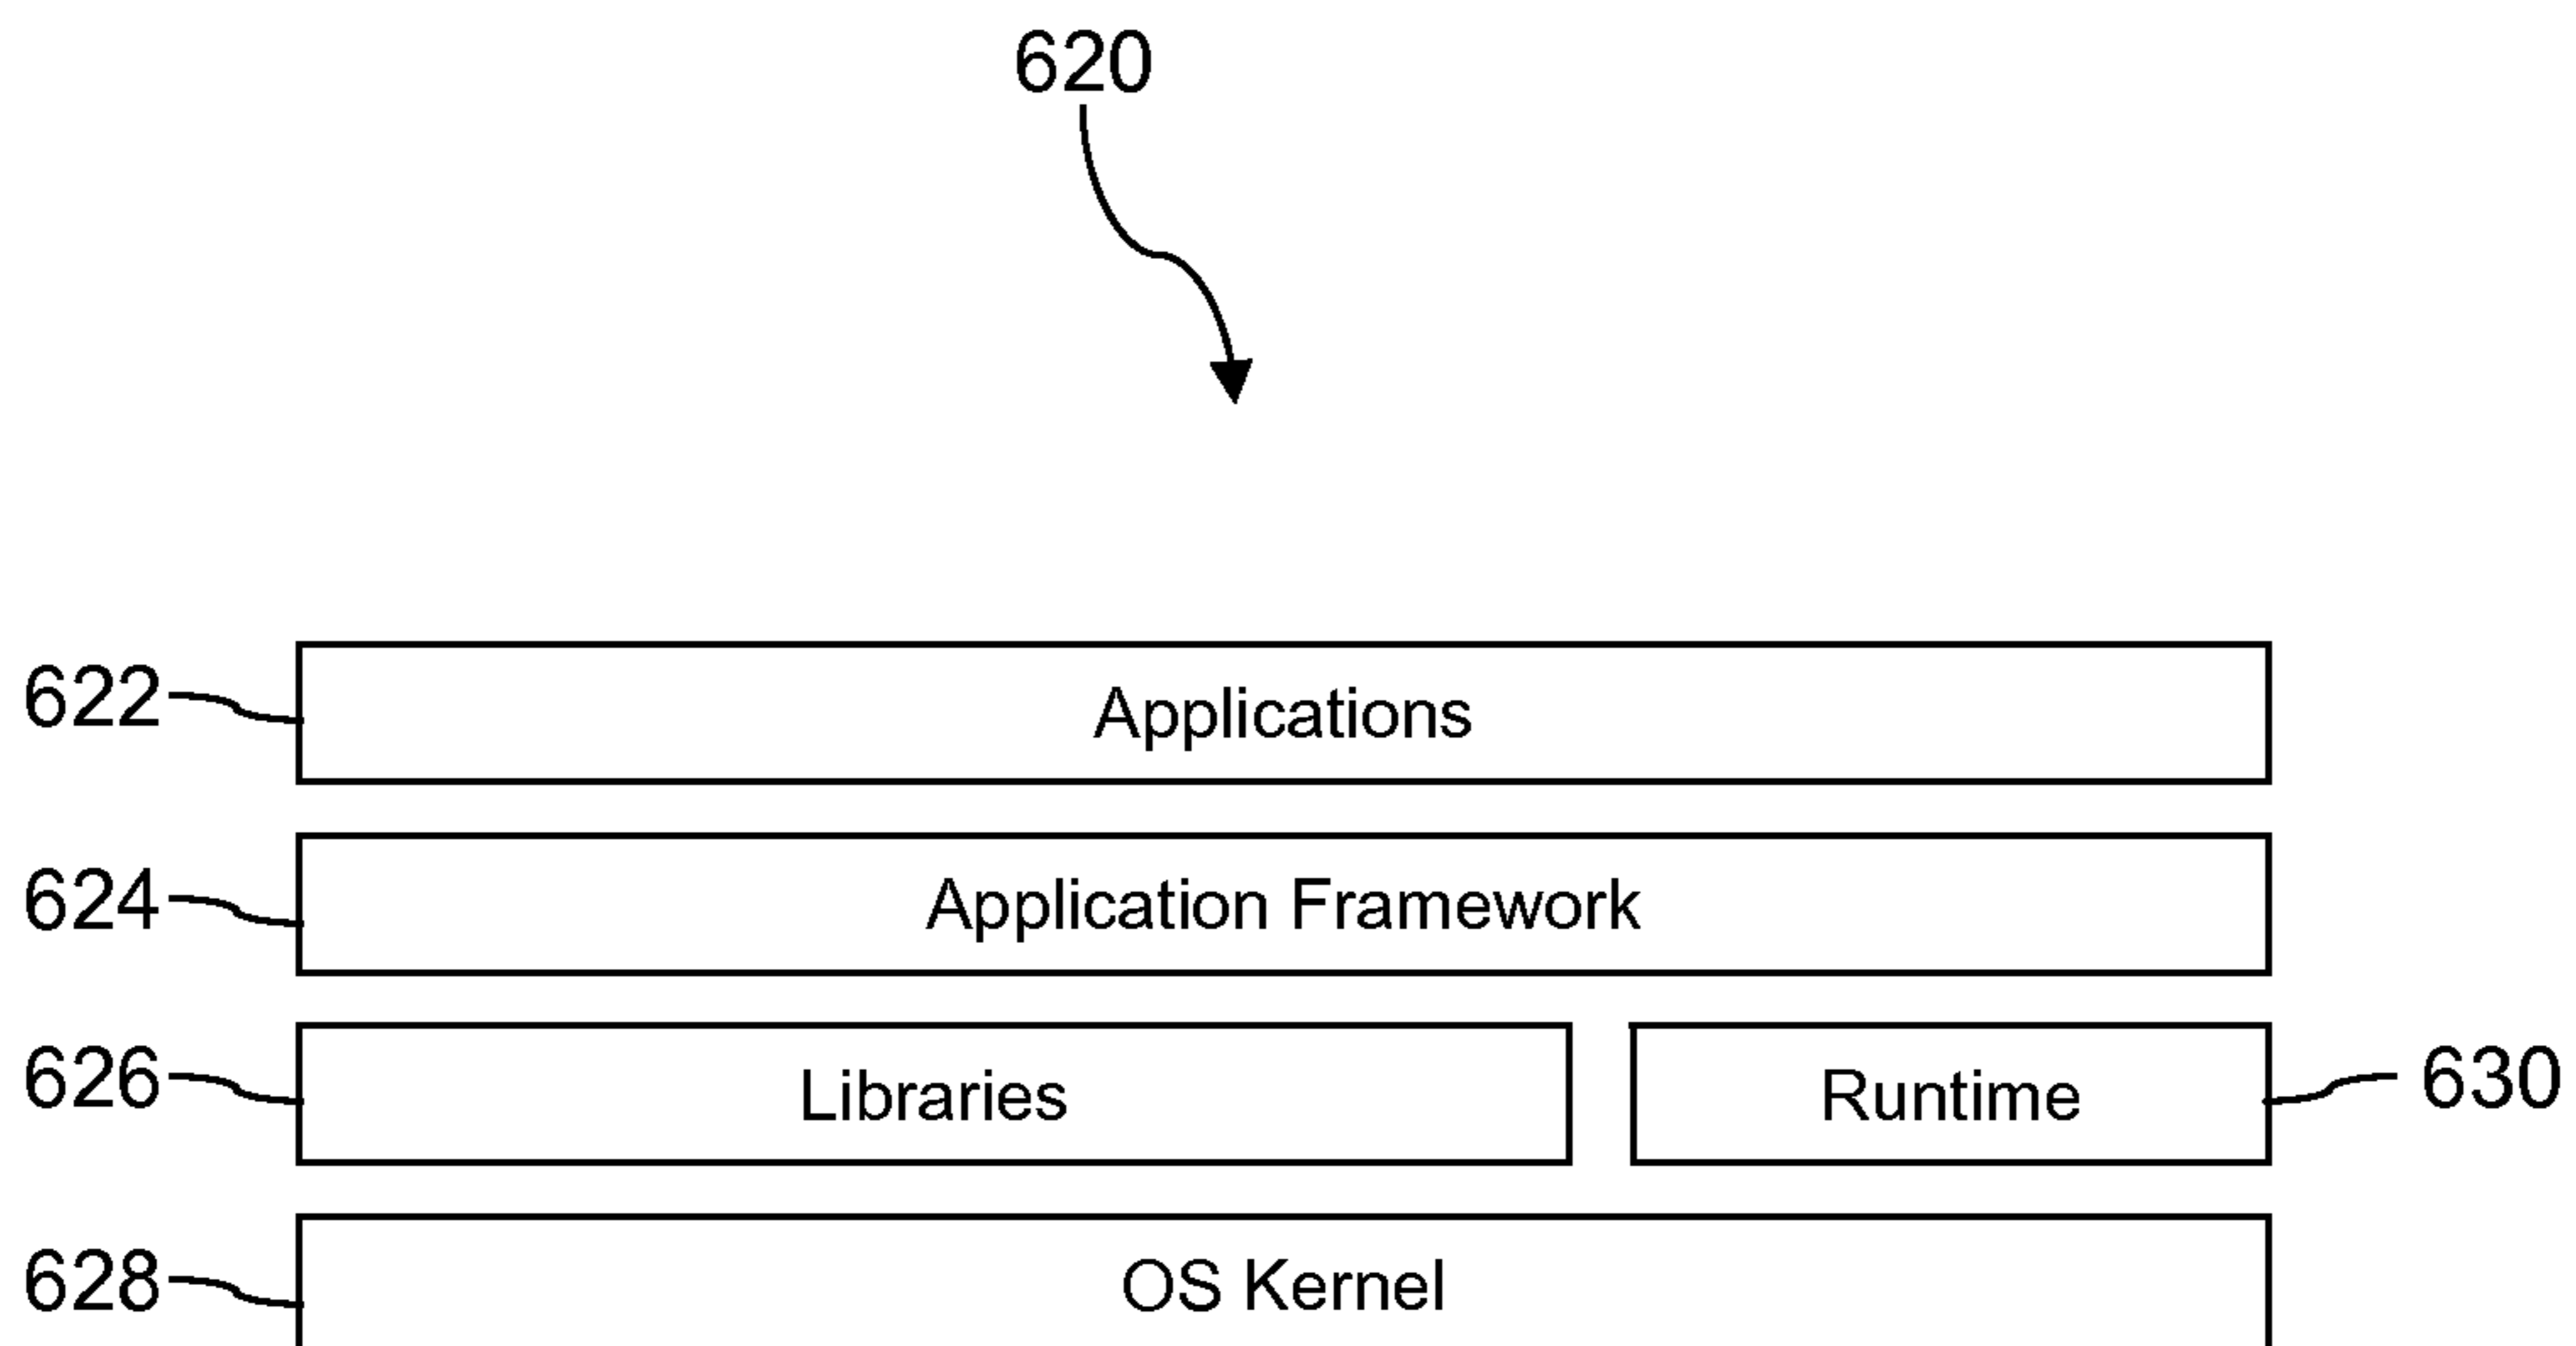 620
622 Applications
624 Application Framework
626 Libraries Runtime 630
628 OS Kernel